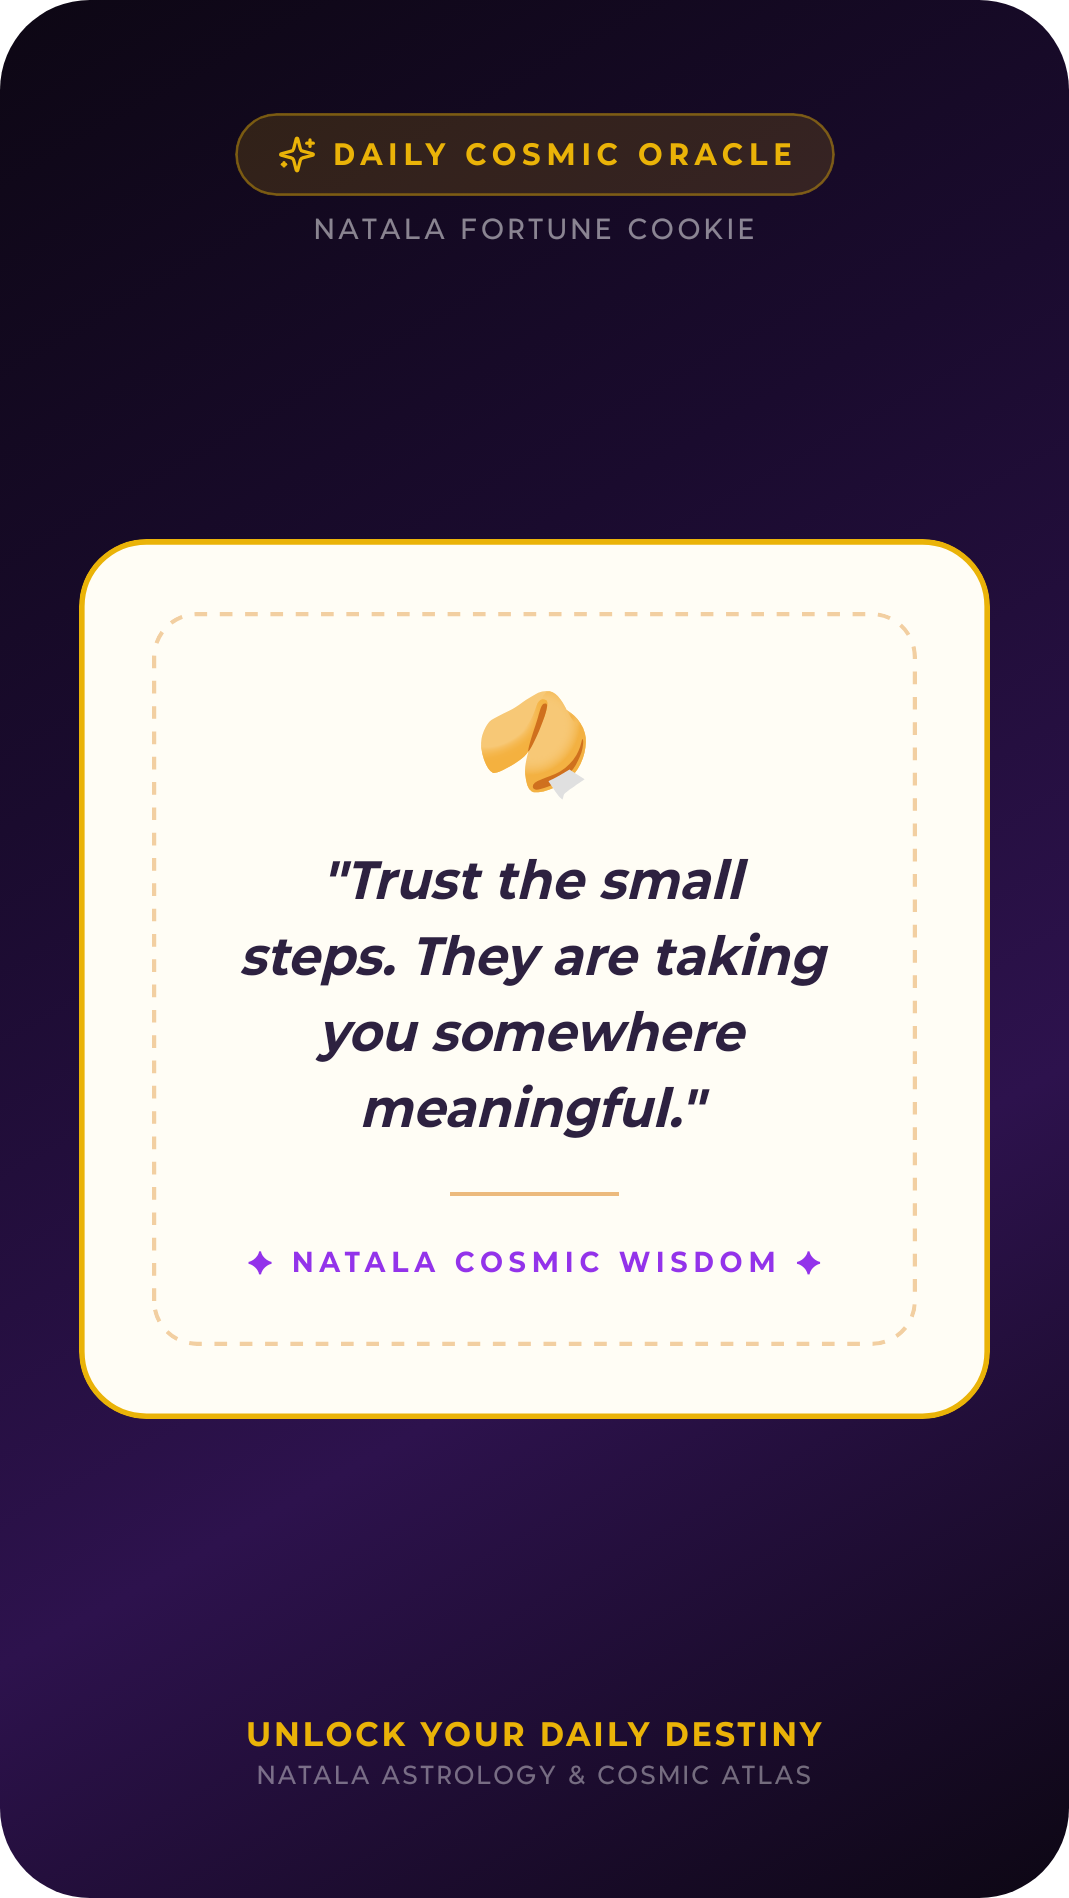 DAILY COSMIC ORACLE
NATALA FORTUNE COOKIE
"Trust the small
steps. They are taking
you somewhere
meaningful."
✦ NATALA COSMIC WISDOM ✦
UNLOCK YOUR DAILY DESTINY
NATALA ASTROLOGY & COSMIC ATLAS